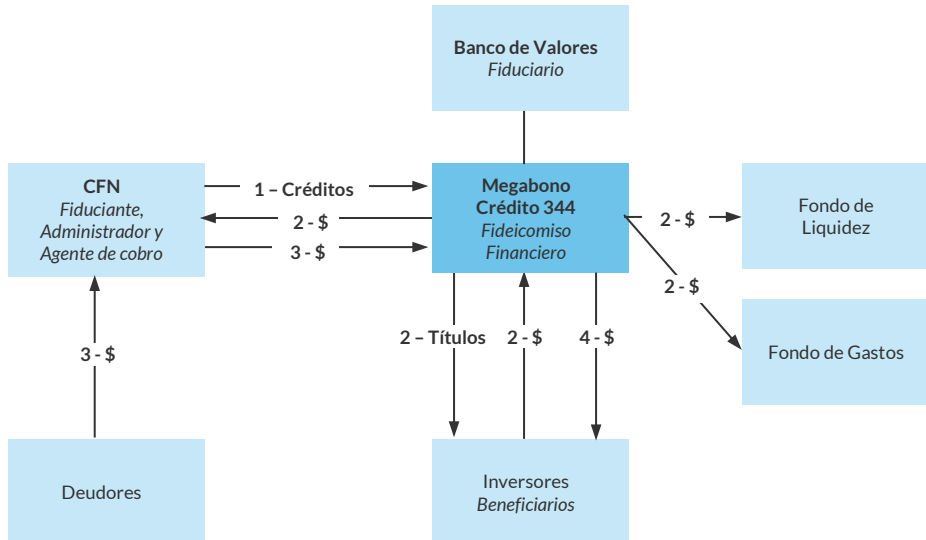 Banco de Valores
Fiduciario
CFN
Fiduciante,
Administrador y
Agente de cobro
1 – Créditos
2 - $
3 - $
Megabono
Crédito 344
Fideicomiso
Financiero
2 - $
Fondo de
Liquidez
2 - $
Fondo de Gastos
3 - $
2 – Títulos
2 - $
4 - $
Deudores
Inversores
Beneficiarios